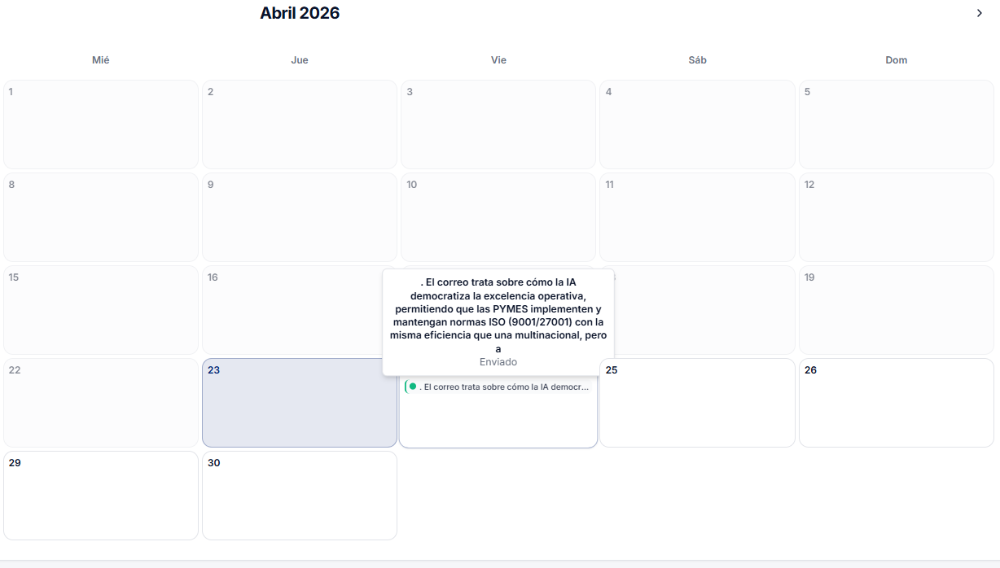 Abril 2026
Mié Jue Vie Sáb Dom
1 2 3 4 5
8 9 10 11 12
15 16 19
. El correo trata sobre cómo la IA
democratiza la excelencia operativa,
permitiendo que las PYMES implementen y
mantengan normas ISO (9001/27001) con la
misma eficiencia que una multinacional, pero
a
Enviado
22 23 25 26
. El correo trata sobre cómo la IA democr...
29 30